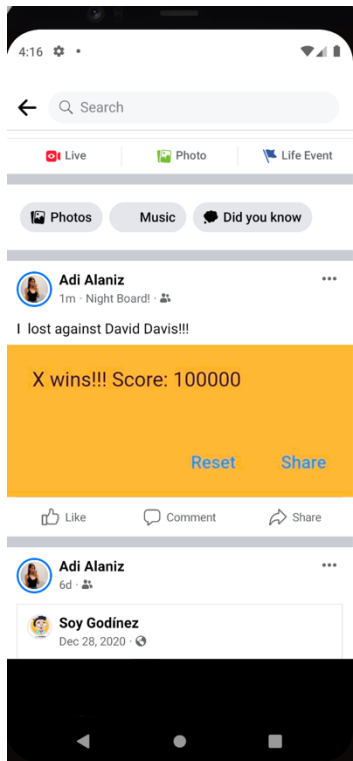 4:16
Search
Live Photo Life Event
Photos Music Did you know
Adi Alaniz
1m · Night Board! ·
I lost against David Davis!!!
X wins!!! Score: 100000
Reset Share
Like Comment Share
Adi Alaniz
6d ·
Soy Godínez
Dec 28, 2020 ·